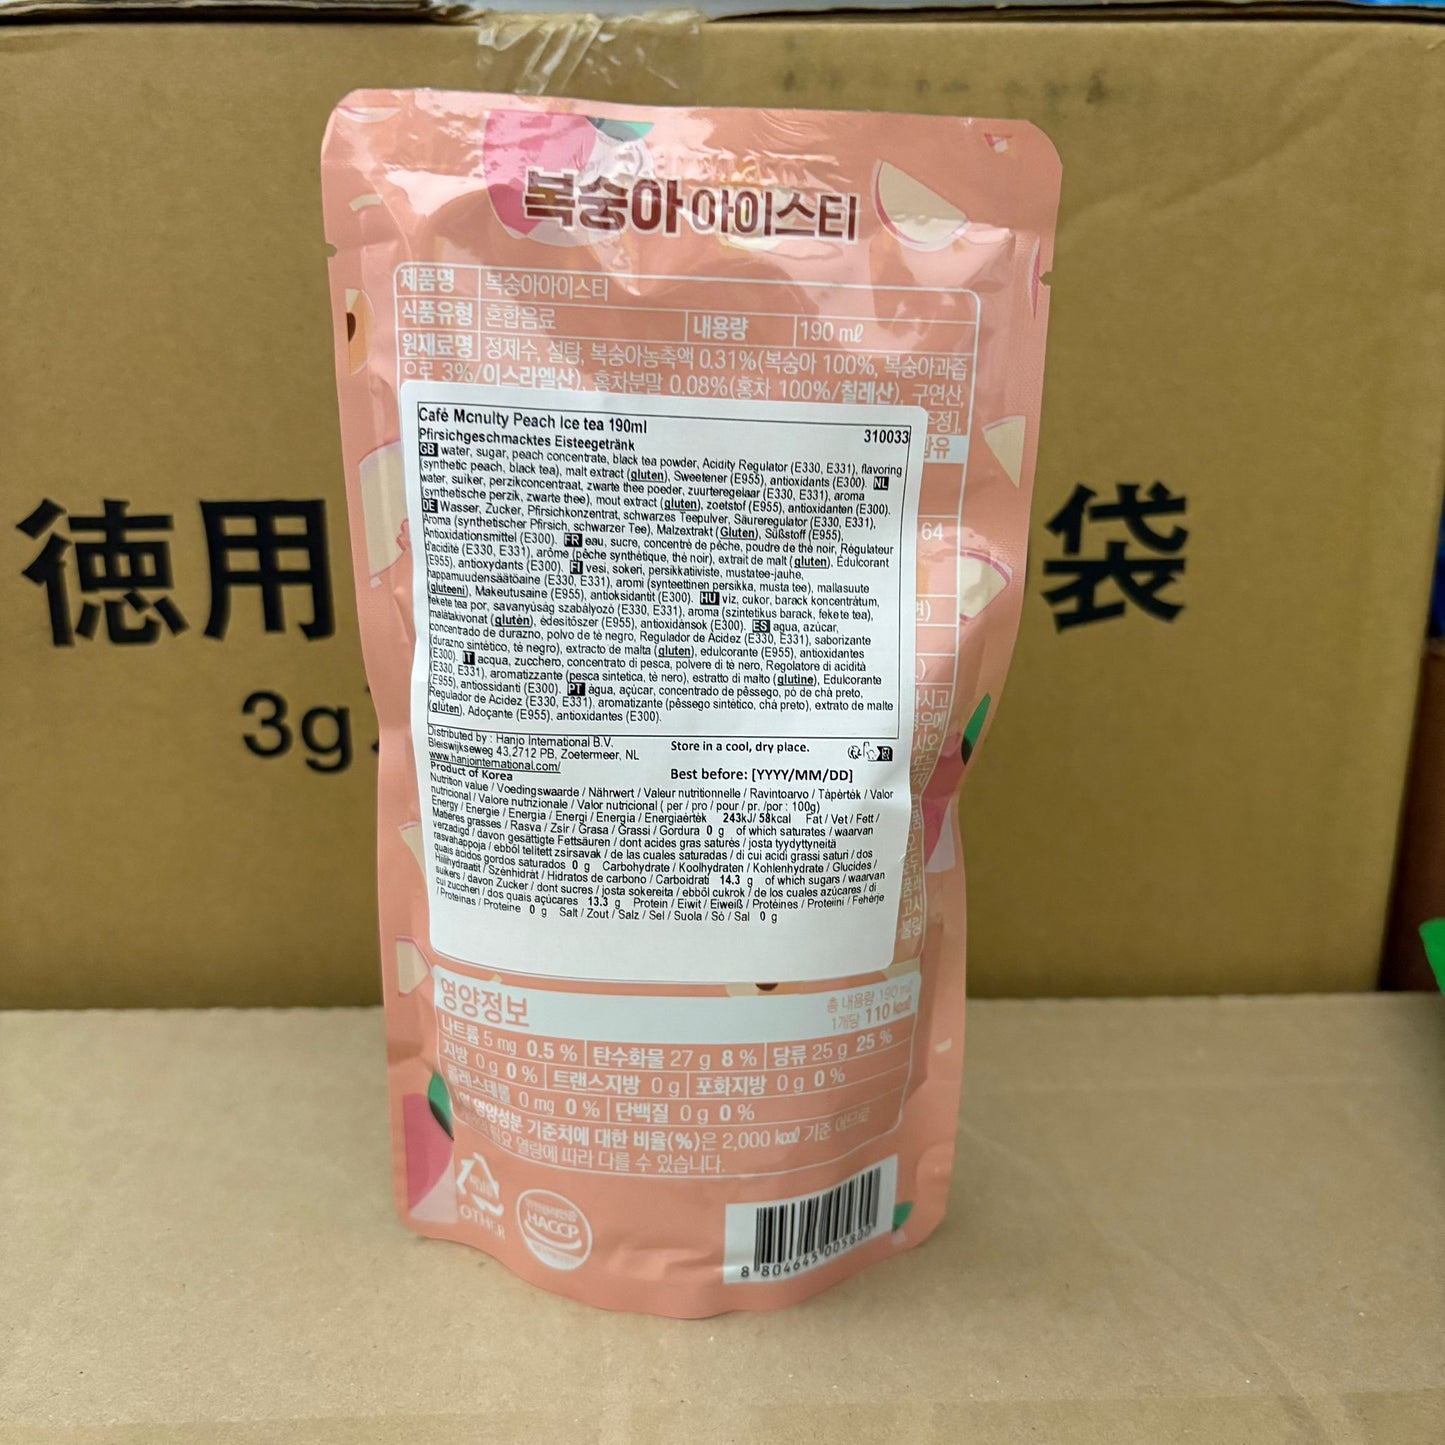 복숭아 아이스티
제품명 복숭아아이스티
식품유형 혼합음료 내용량 190 ml
원재료명 정제수, 설탕, 복숭아농축액 0.31%(복숭아 100%, 복숭아과즙
으로 3%/이스라엘산), 홍차분말 0.08%(홍차 100%/칠레산), 구연산,
Café Mcnulty Peach Ice tea 190ml
310033
Pfirsichgeschmacktes Eisteegetränk
GB water, sugar, peach concentrate, black tea powder, Acidity Regulator (E330, E331), flavoring
(synthetic peach, black tea), malt extract (gluten), Sweetener (E955), antioxidants (E300). NL
water, suiker, perzikconcentraat, zwarte thee poeder, zuurteregelaar (E330, E331), aroma
(synthetische perzik, zwarte thee), mout extract (gluten), zoetstof (E955), antioxidanten (E300).
DE Wasser, Zucker, Pfirsichkonzentrat, schwarzes Teepulver, Säureregulator (E330, E331),
Aroma (synthetischer Pfirsich, schwarzer Tee), Malzextrakt (Gluten), Süßstoff (E955),
Antioxidationsmittel (E300). FR eau, sucre, concentré de pêche, poudre de thé noir, Régulateur
d'acidité (E330, E331), arôme (pêche synthétique, thé noir), extrait de malt (gluten), Édulcorant
(E955), antioxydants (E300). FI vesi, sokeri, persikkatiiviste, mustatee-jauhe,
happamuudensäätöaine (E330, E331), aromi (synteettinen persikka, musta tee), mallasuute
(gluteeni), Makeutusaine (E955), antioksidantit (E300). HU víz, cukor, barack koncentrátum,
fekete tea por, savanyúság szabályozó (E330, E331), aroma (szintetikus barack, fekete tea),
malátakivonat (glutén), édesítőszer (E955), antioxidánsok (E300). ES agua, azúcar,
concentrado de durazno, polvo de té negro, Regulador de Acidez (E330, E331), saborizante
(durazno sintético, té negro), extracto de malta (gluten), edulcorante (E955), antioxidantes
(E300). IT acqua, zucchero, concentrato di pesca, polvere di tè nero, Regolatore di acidità
(E330, E331), aromatizzante (pesca sintetica, tè nero), estratto di malto (glutine), Edulcorante
(E955), antiossidanti (E300). PT água, açúcar, concentrado de pêssego, pó de chá preto,
Regulador de Acidez (E330, E331), aromatizante (pêssego sintético, chá preto), extrato de malte
(glúten), Adoçante (E955), antioxidantes (E300).
Distributed by : Hanjo International B.V.
Bleiswijkseweg 43,2712 PB, Zoetermeer, NL
www.hanjointernational.com/
Product of Korea
Store in a cool, dry place.
Best before: [YYYY/MM/DD]
Nutrition value / Voedingswaarde / Nährwert / Valeur nutritionnelle / Ravintoarvo / Tápérték / Valor
nutricional / Valore nutrizionale / Valor nutricional ( per / pro / pour / pr. /por : 100g)
Energy / Energie / Energia / Energi / Energía / Energiaérték 243kJ/ 58kcal Fat / Vet / Fett /
Matières grasses / Rasva / Zsír / Grasa / Grassi / Gordura 0 g of which saturates / waarvan
verzadigd / davon gesättigte Fettsäuren / dont acides gras saturés / josta tyydyttyneitä
rasvahappoja / ebből telített zsírsavak / de las cuales saturadas / di cui acidi grassi saturi / dos
quais ácidos gordos saturados 0 g Carbohydrate / Koolhydraten / Kohlenhydrate / Glucides /
Hiilihydraatit / Szénhidrát / Hidratos de carbono / Carboidrati 14.3 g of which sugars / waarvan
suikers / davon Zucker / dont sucres / josta sokereita / ebből cukrok / de los cuales azúcares / di
cui zuccheri / dos quais açúcares 13.3 g Protein / Eiwit / Eiweiß / Protéines / Proteiini / Fehérje
/ Proteínas / Proteine 0 g Salt / Zout / Salz / Sel / Suola / Só / Sal 0 g
64
영양정보
총 내용량 190 ml
1개당 110 kcal
나트륨 5 mg 0.5 % 탄수화물 27 g 8 % 당류 25 g 25 %
지방 0 g 0 % 트랜스지방 0 g 포화지방 0 g 0 %
콜레스테롤 0 mg 0 % 단백질 0 g 0 %
영양성분 기준치에 대한 비율(%)은 2,000 kcal 기준이므로
필요 열량에 따라 다를 수 있습니다.
OTHER
HACCP
8 804645 005800
徳用
袋
3g